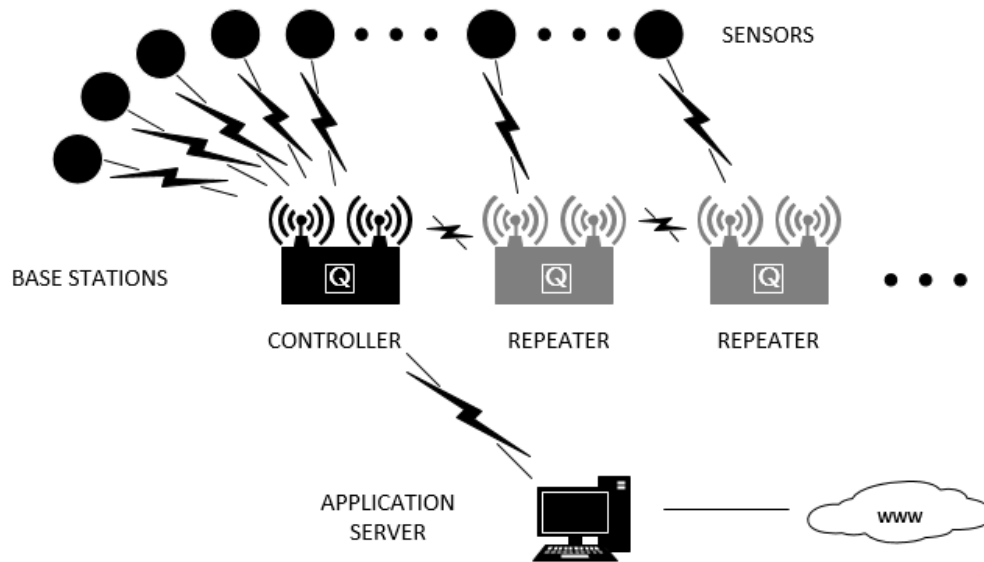 SENSORS
BASE STATIONS
Q
Q
Q
CONTROLLER
REPEATER
REPEATER
APPLICATION
SERVER
www